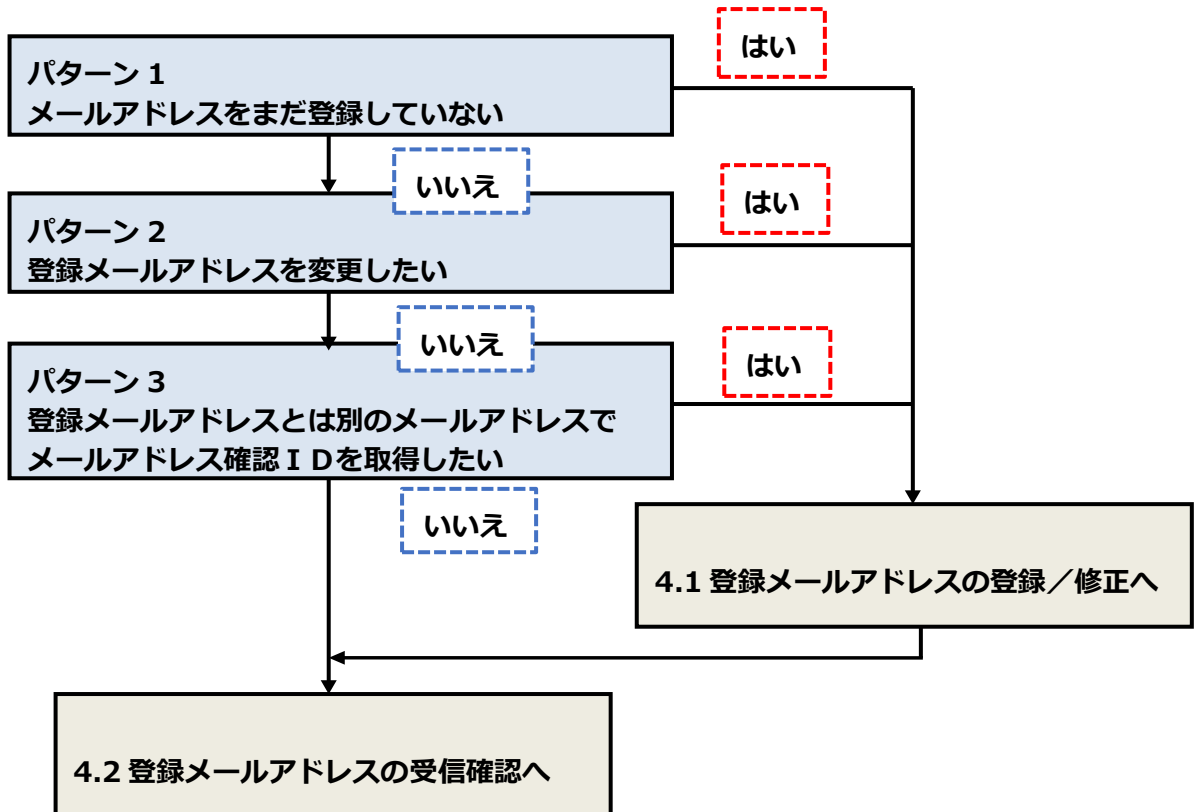 はい
パターン 1
メールアドレスをまだ登録していない
いいえ
はい
パターン 2
登録メールアドレスを変更したい
いいえ
はい
パターン 3
登録メールアドレスとは別のメールアドレスで
メールアドレス確認ＩＤを取得したい
いいえ
4.1 登録メールアドレスの登録／修正へ
4.2 登録メールアドレスの受信確認へ